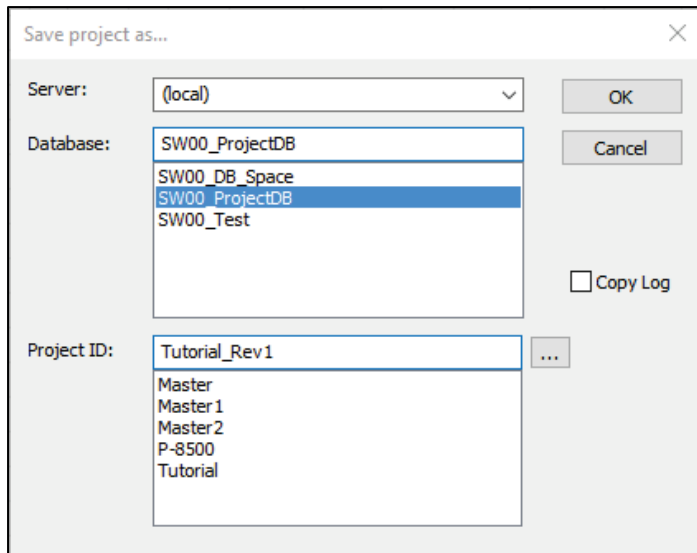 Save project as...
Server: (local) OK
Database: SW00_ProjectDB Cancel
SW00_DB_Space
SW00_ProjectDB
SW00_Test
Copy Log
Project ID: Tutorial_Rev1 ...
Master
Master1
Master2
P-8500
Tutorial